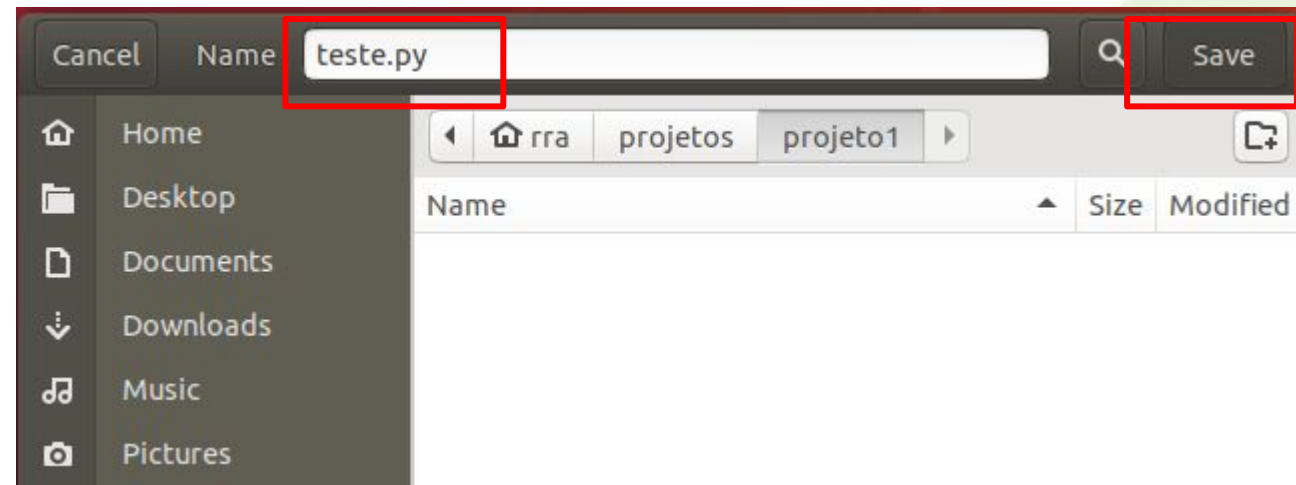 Cancel Name teste.py Save
Home
rra projetos projeto1
Desktop
Name Size Modified
Documents
Downloads
Music
Pictures